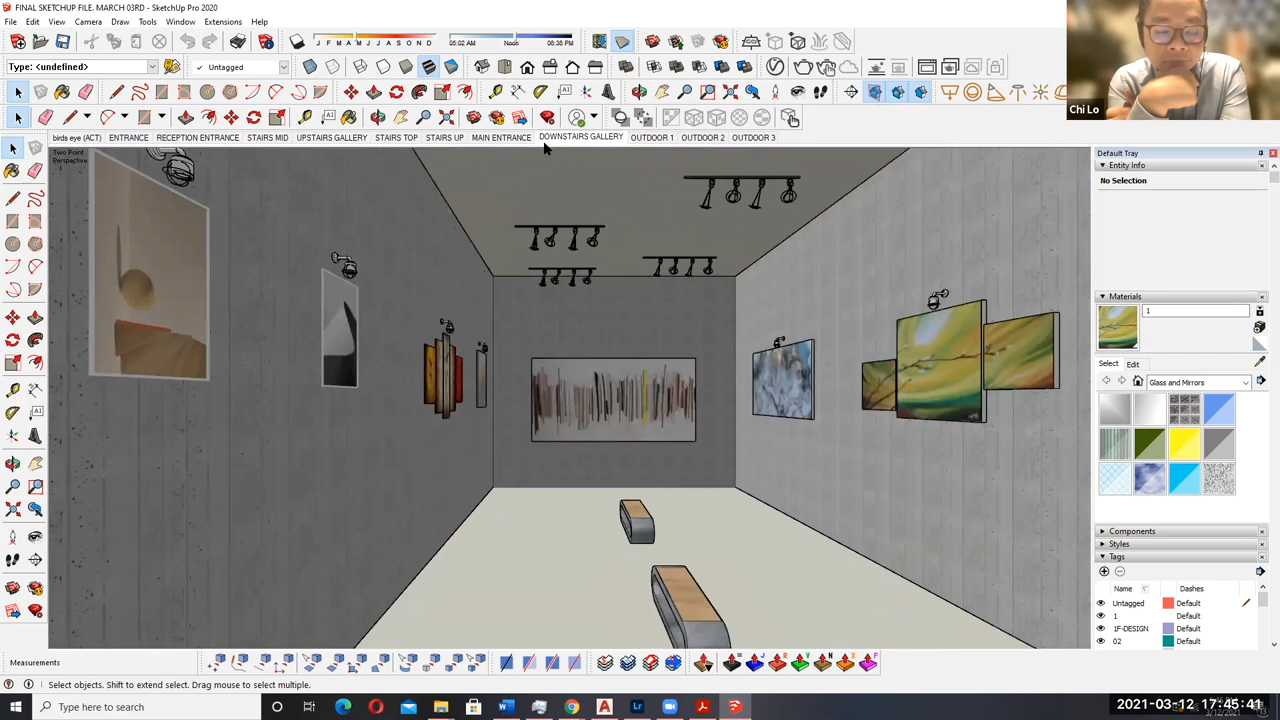 FINAL SKETCHUP FILE. MARCH 03RD - SketchUp Pro 2020
File Edit View Camera Draw Tools Window Extensions Help
J F M A M J J A S O N D 05:02 AM Noon 06:36 PM
Type: <undefined> Untagged
Chi Lo
birds eye (ACT) ENTRANCE RECEPTION ENTRANCE STAIRS MID UPSTAIRS GALLERY STAIRS TOP STAIRS UP MAIN ENTRANCE DOWNSTAIRS GALLERY OUTDOOR 1 OUTDOOR 2 OUTDOOR 3
Two Point
Perspective
Default Tray
Entity Info
No Selection
Materials
1
Select Edit
Glass and Mirrors
Components
Styles
Tags
Name Dashes
Untagged Default
1 Default
1F-DESIGN Default
02 Default
Measurements
Select objects. Shift to extend select. Drag mouse to select multiple.
Type here to search
2021-03-12 17:45:41